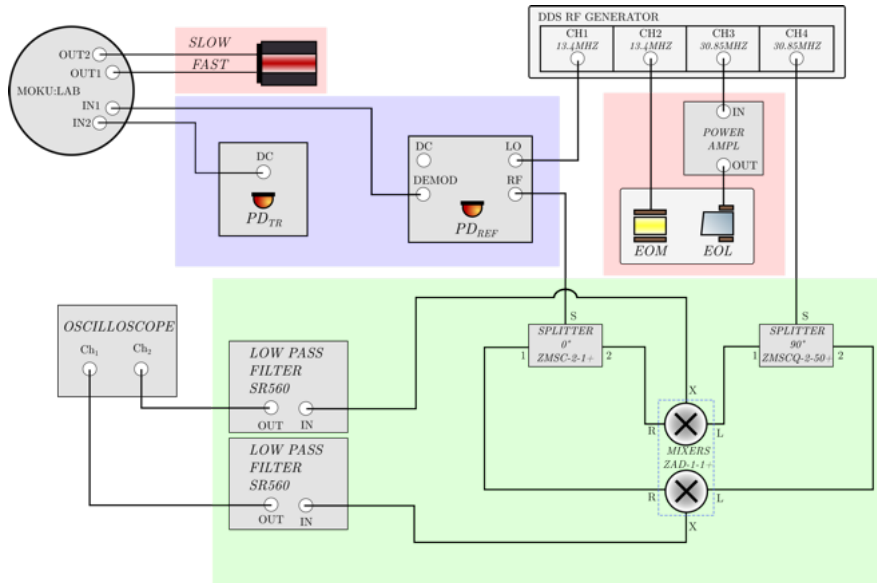 DDS RF GENERATOR
CH1
13.4MHZ
CH2
13.4MHZ
CH3
30.85MHZ
CH4
30.85MHZ
OUT2
OUT1
MOKU:LAB
IN1
IN2
SLOW
FAST
DC
PD_TR
DC
LO
DEMOD
RF
PD_REF
IN
POWER
AMPL
OUT
EOM
EOL
OSCILLOSCOPE
Ch₁
Ch₂
LOW PASS
FILTER
SR560
OUT
IN
LOW PASS
FILTER
SR560
OUT
IN
S
SPLITTER
0°
ZMSC-2-1+
1
2
S
SPLITTER
90°
ZMSCQ-2-50+
1
2
X
R
L
MIXERS
ZAD-1-1+
R
L
X